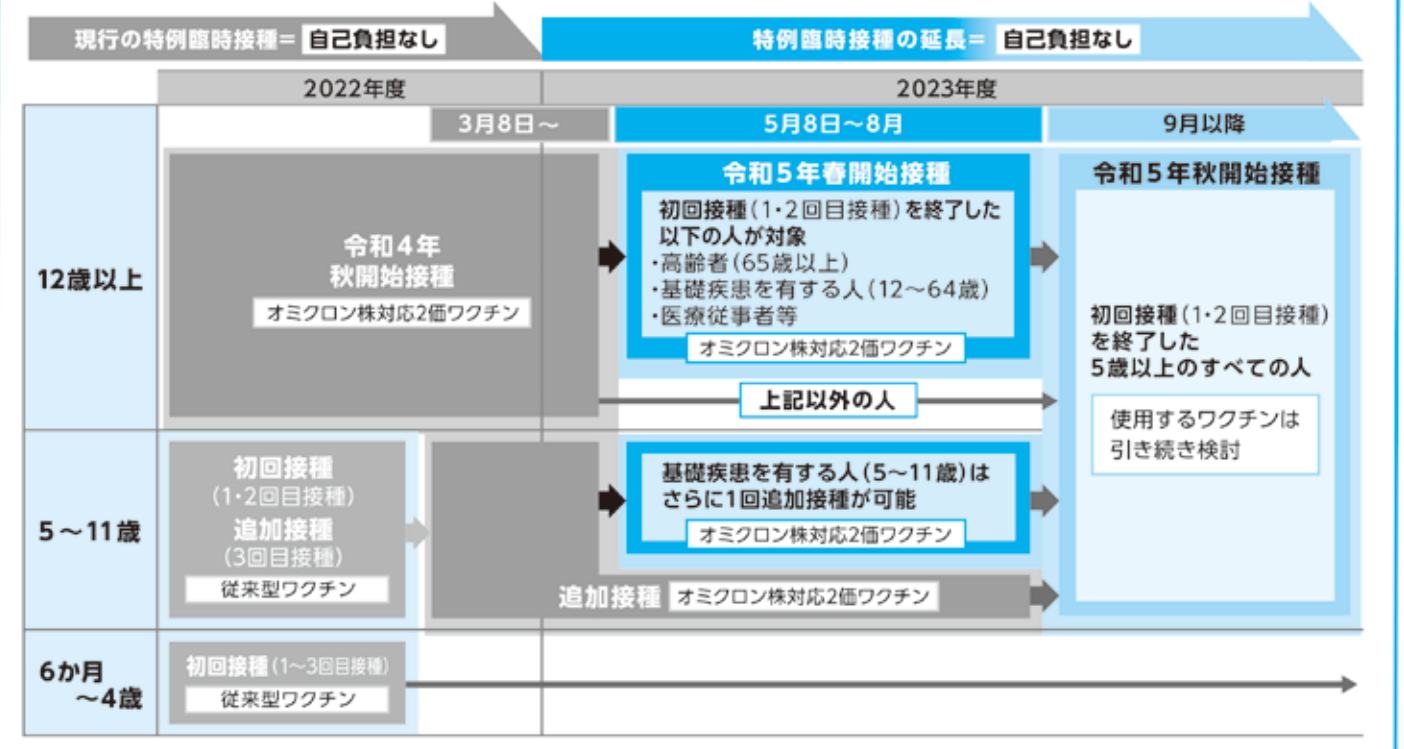 現行の特例臨時接種= 自己負担なし
特例臨時接種の延長= 自己負担なし
2022年度
2023年度
3月8日～
5月8日～8月
9月以降
12歳以上
令和4年
秋開始接種
オミクロン株対応2価ワクチン
令和5年春開始接種
初回接種(1・2回目接種)を終了した
以下の人が対象
・高齢者(65歳以上)
・基礎疾患を有する人(12～64歳)
・医療従事者等
オミクロン株対応2価ワクチン
上記以外の人
令和5年秋開始接種
初回接種(1・2回目接種)
を終了した
5歳以上のすべての人
使用するワクチンは
引き続き検討
5～11歳
初回接種
(1・2回目接種)
追加接種
(3回目接種)
従来型ワクチン
基礎疾患を有する人(5～11歳)は
さらに1回追加接種が可能
オミクロン株対応2価ワクチン
追加接種 オミクロン株対応2価ワクチン
6か月
～4歳
初回接種(1～3回目接種)
従来型ワクチン